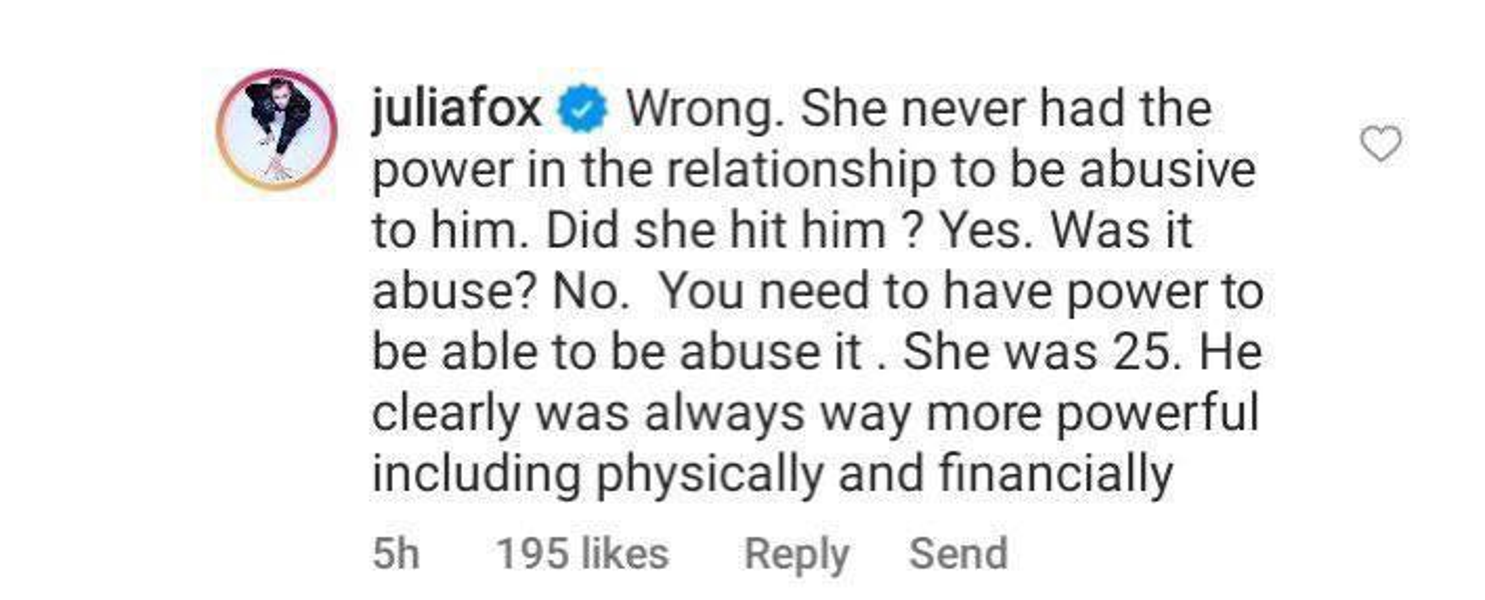 juliafox Wrong. She never had the
power in the relationship to be abusive
to him. Did she hit him ? Yes. Was it
abuse? No.  You need to have power to
be able to be abuse it . She was 25. He
clearly was always way more powerful
including physically and financially
5h 195 likes Reply Send